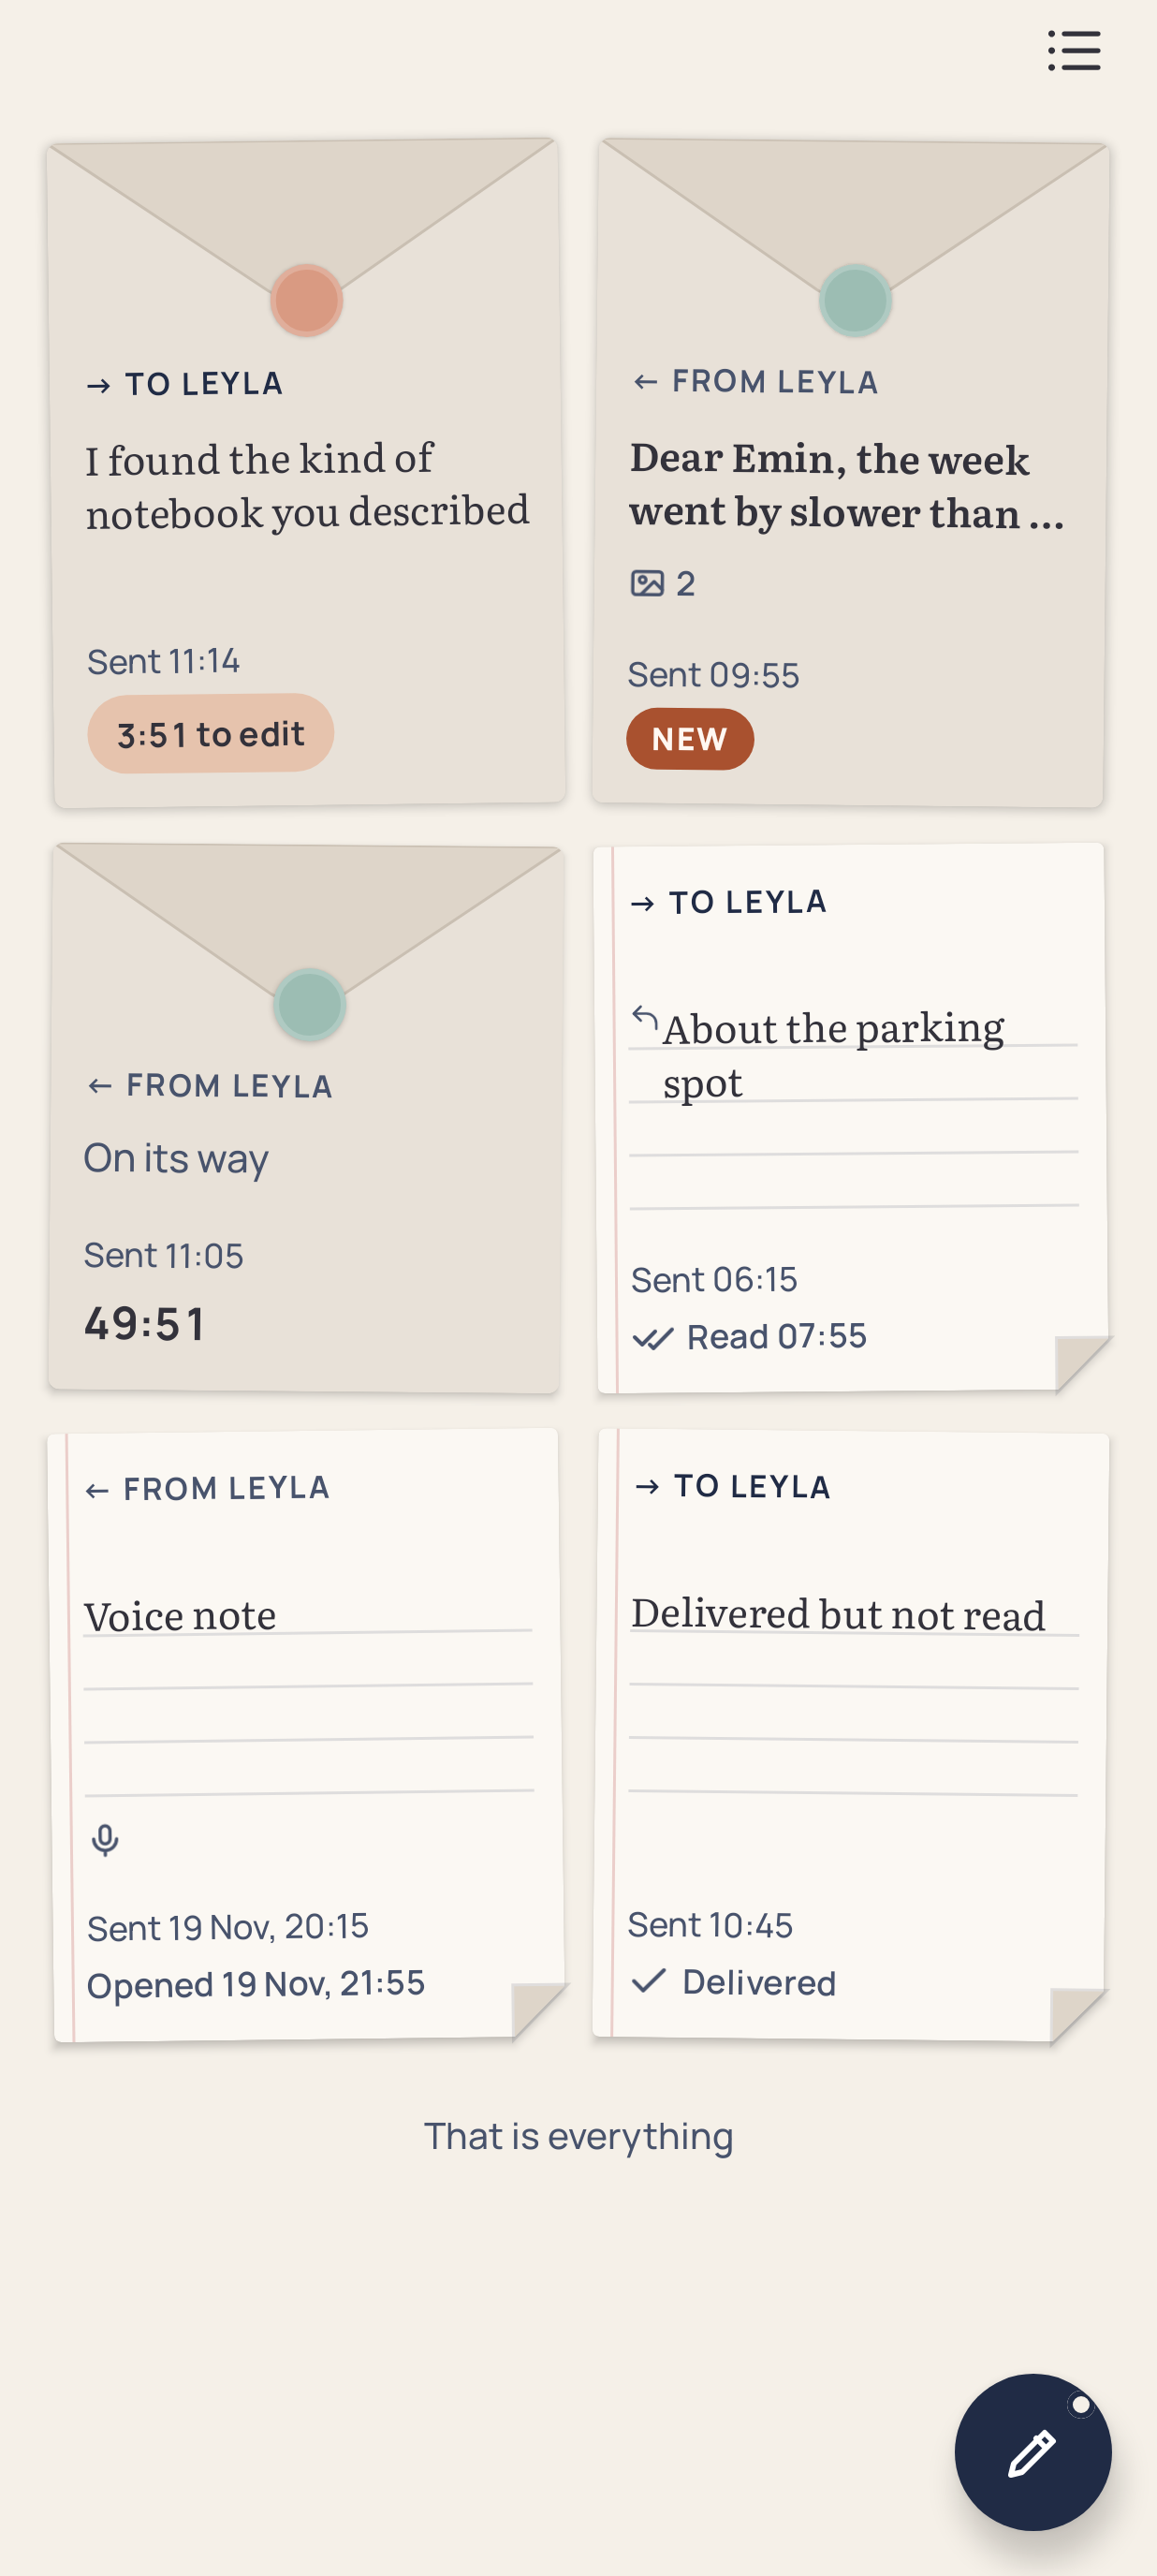 → TO LEYLA
I found the kind of
notebook you described
Sent 11:14
3:51 to edit
← FROM LEYLA
Dear Emin, the week
went by slower than ...
2
Sent 09:55
NEW
← FROM LEYLA
On its way
Sent 11:05
49:51
→ TO LEYLA
About the parking
spot
Sent 06:15
Read 07:55
← FROM LEYLA
Voice note
Sent 19 Nov, 20:15
Opened 19 Nov, 21:55
→ TO LEYLA
Delivered but not read
Sent 10:45
Delivered
That is everything